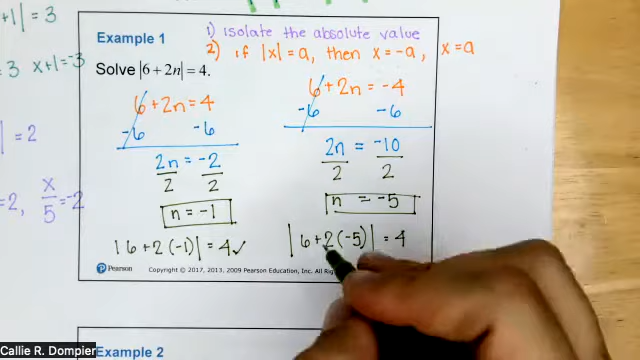 +1| = 3
= 3 x+1=-3
| = 2
= 2, x/5 = -2
Example 1
1) isolate the absolute value
2) if |x| = a, then x = -a, x = a
Solve |6 + 2n| = 4.
6 + 2n = 4
-6 -6
2n = -2
2 2
n = -1
|6 + 2(-1)| = 4 ✓
6 + 2n = -4
-6 -6
2n = -10
2 2
n = -5
|6 + 2(-5)| = 4
Pearson
Copyright © 2017, 2013, 2009 Pearson Education, Inc. All Ri
Callie R. Dompier
Example 2